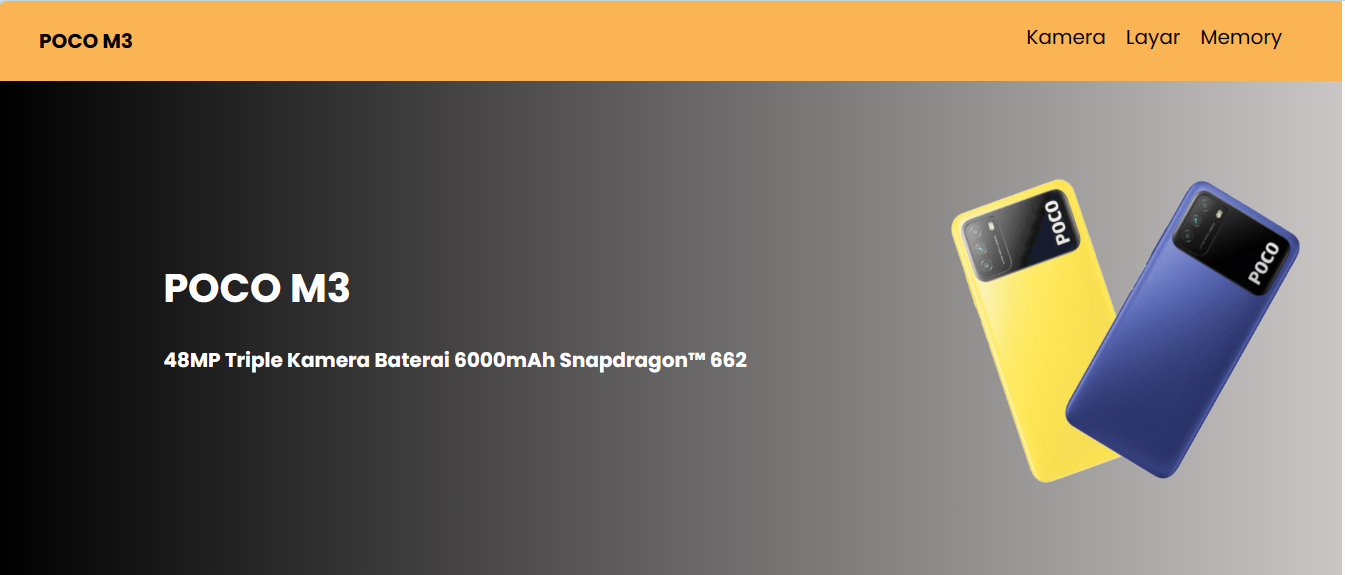 POCO M3
Kamera Layar Memory
POCO M3
48MP Triple Kamera Baterai 6000mAh Snapdragon™ 662
POCO
POCO